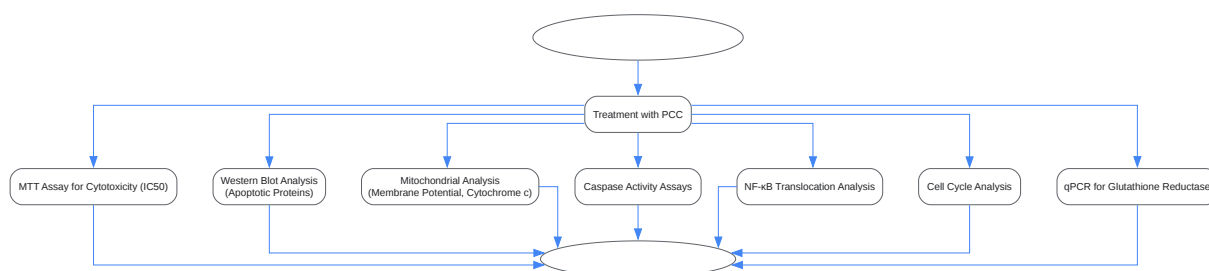 Treatment with PCC
MTT Assay for Cytotoxicity (IC50)
Western Blot Analysis
(Apoptotic Proteins)
Mitochondrial Analysis
(Membrane Potential, Cytochrome c)
Caspase Activity Assays
NF-κB Translocation Analysis
Cell Cycle Analysis
qPCR for Glutathione Reductase